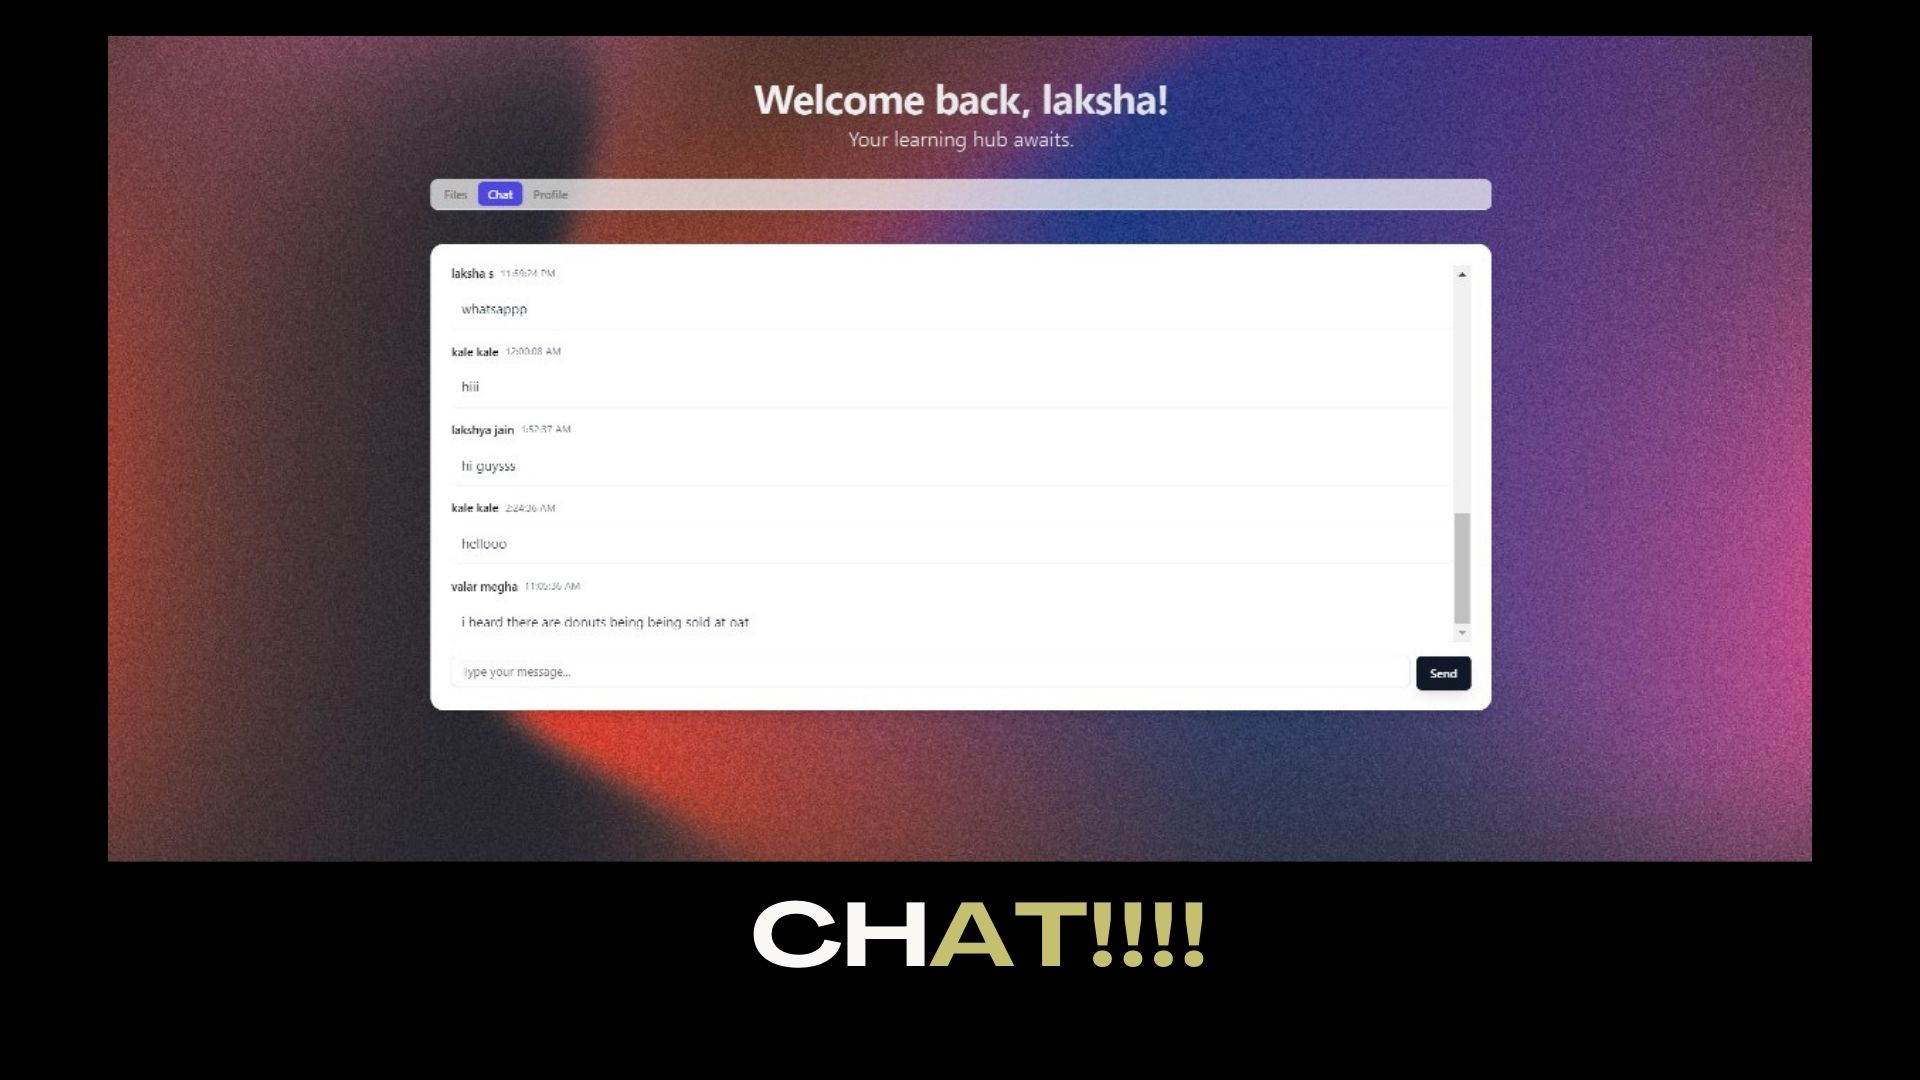 Welcome back, laksha!
Your learning hub awaits.
Files Chat Profile
laksha s 11:59:24 PM
whatsappp
kale kale 12:00:08 AM
hiii
lakshya jain 1:52:37 AM
hi guysss
kale kale 2:24:36 AM
hellooo
valar megha 11:05:36 AM
i heard there are donuts being being sold at oat
Type your message...
Send
CHAT!!!!